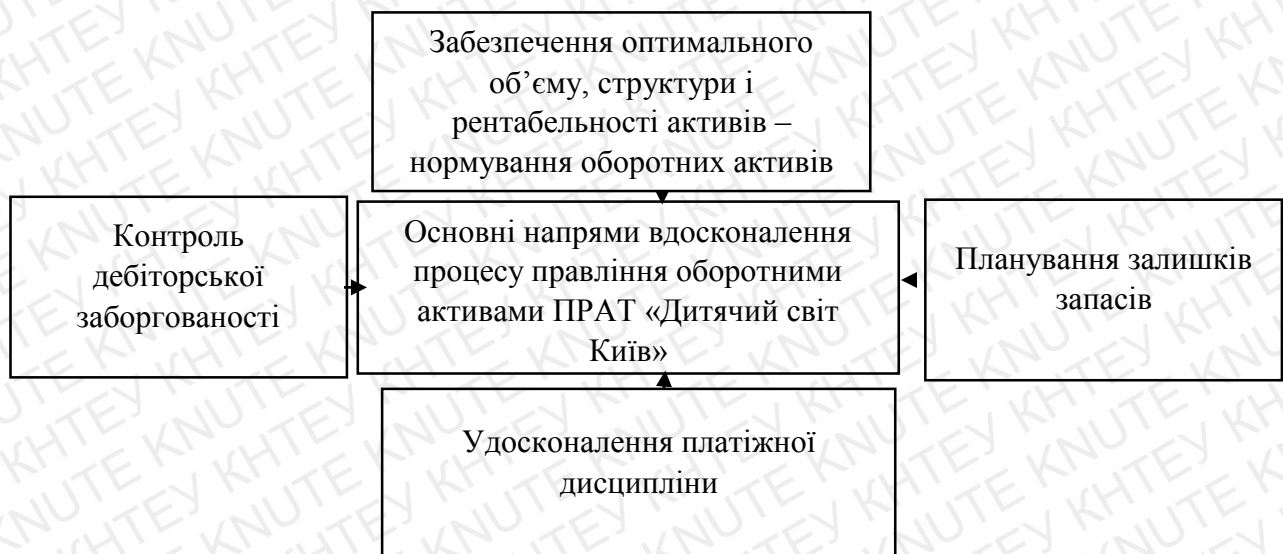 Забезпечення оптимального
об’єму, структури і
рентабельності активів –
нормування оборотних активів
Контроль
дебіторської
заборгованості
Основні напрями вдосконалення
процесу правління оборотними
активами ПРАТ «Дитячий світ
Київ»
Планування залишків
запасів
Удосконалення платіжної
дисципліни